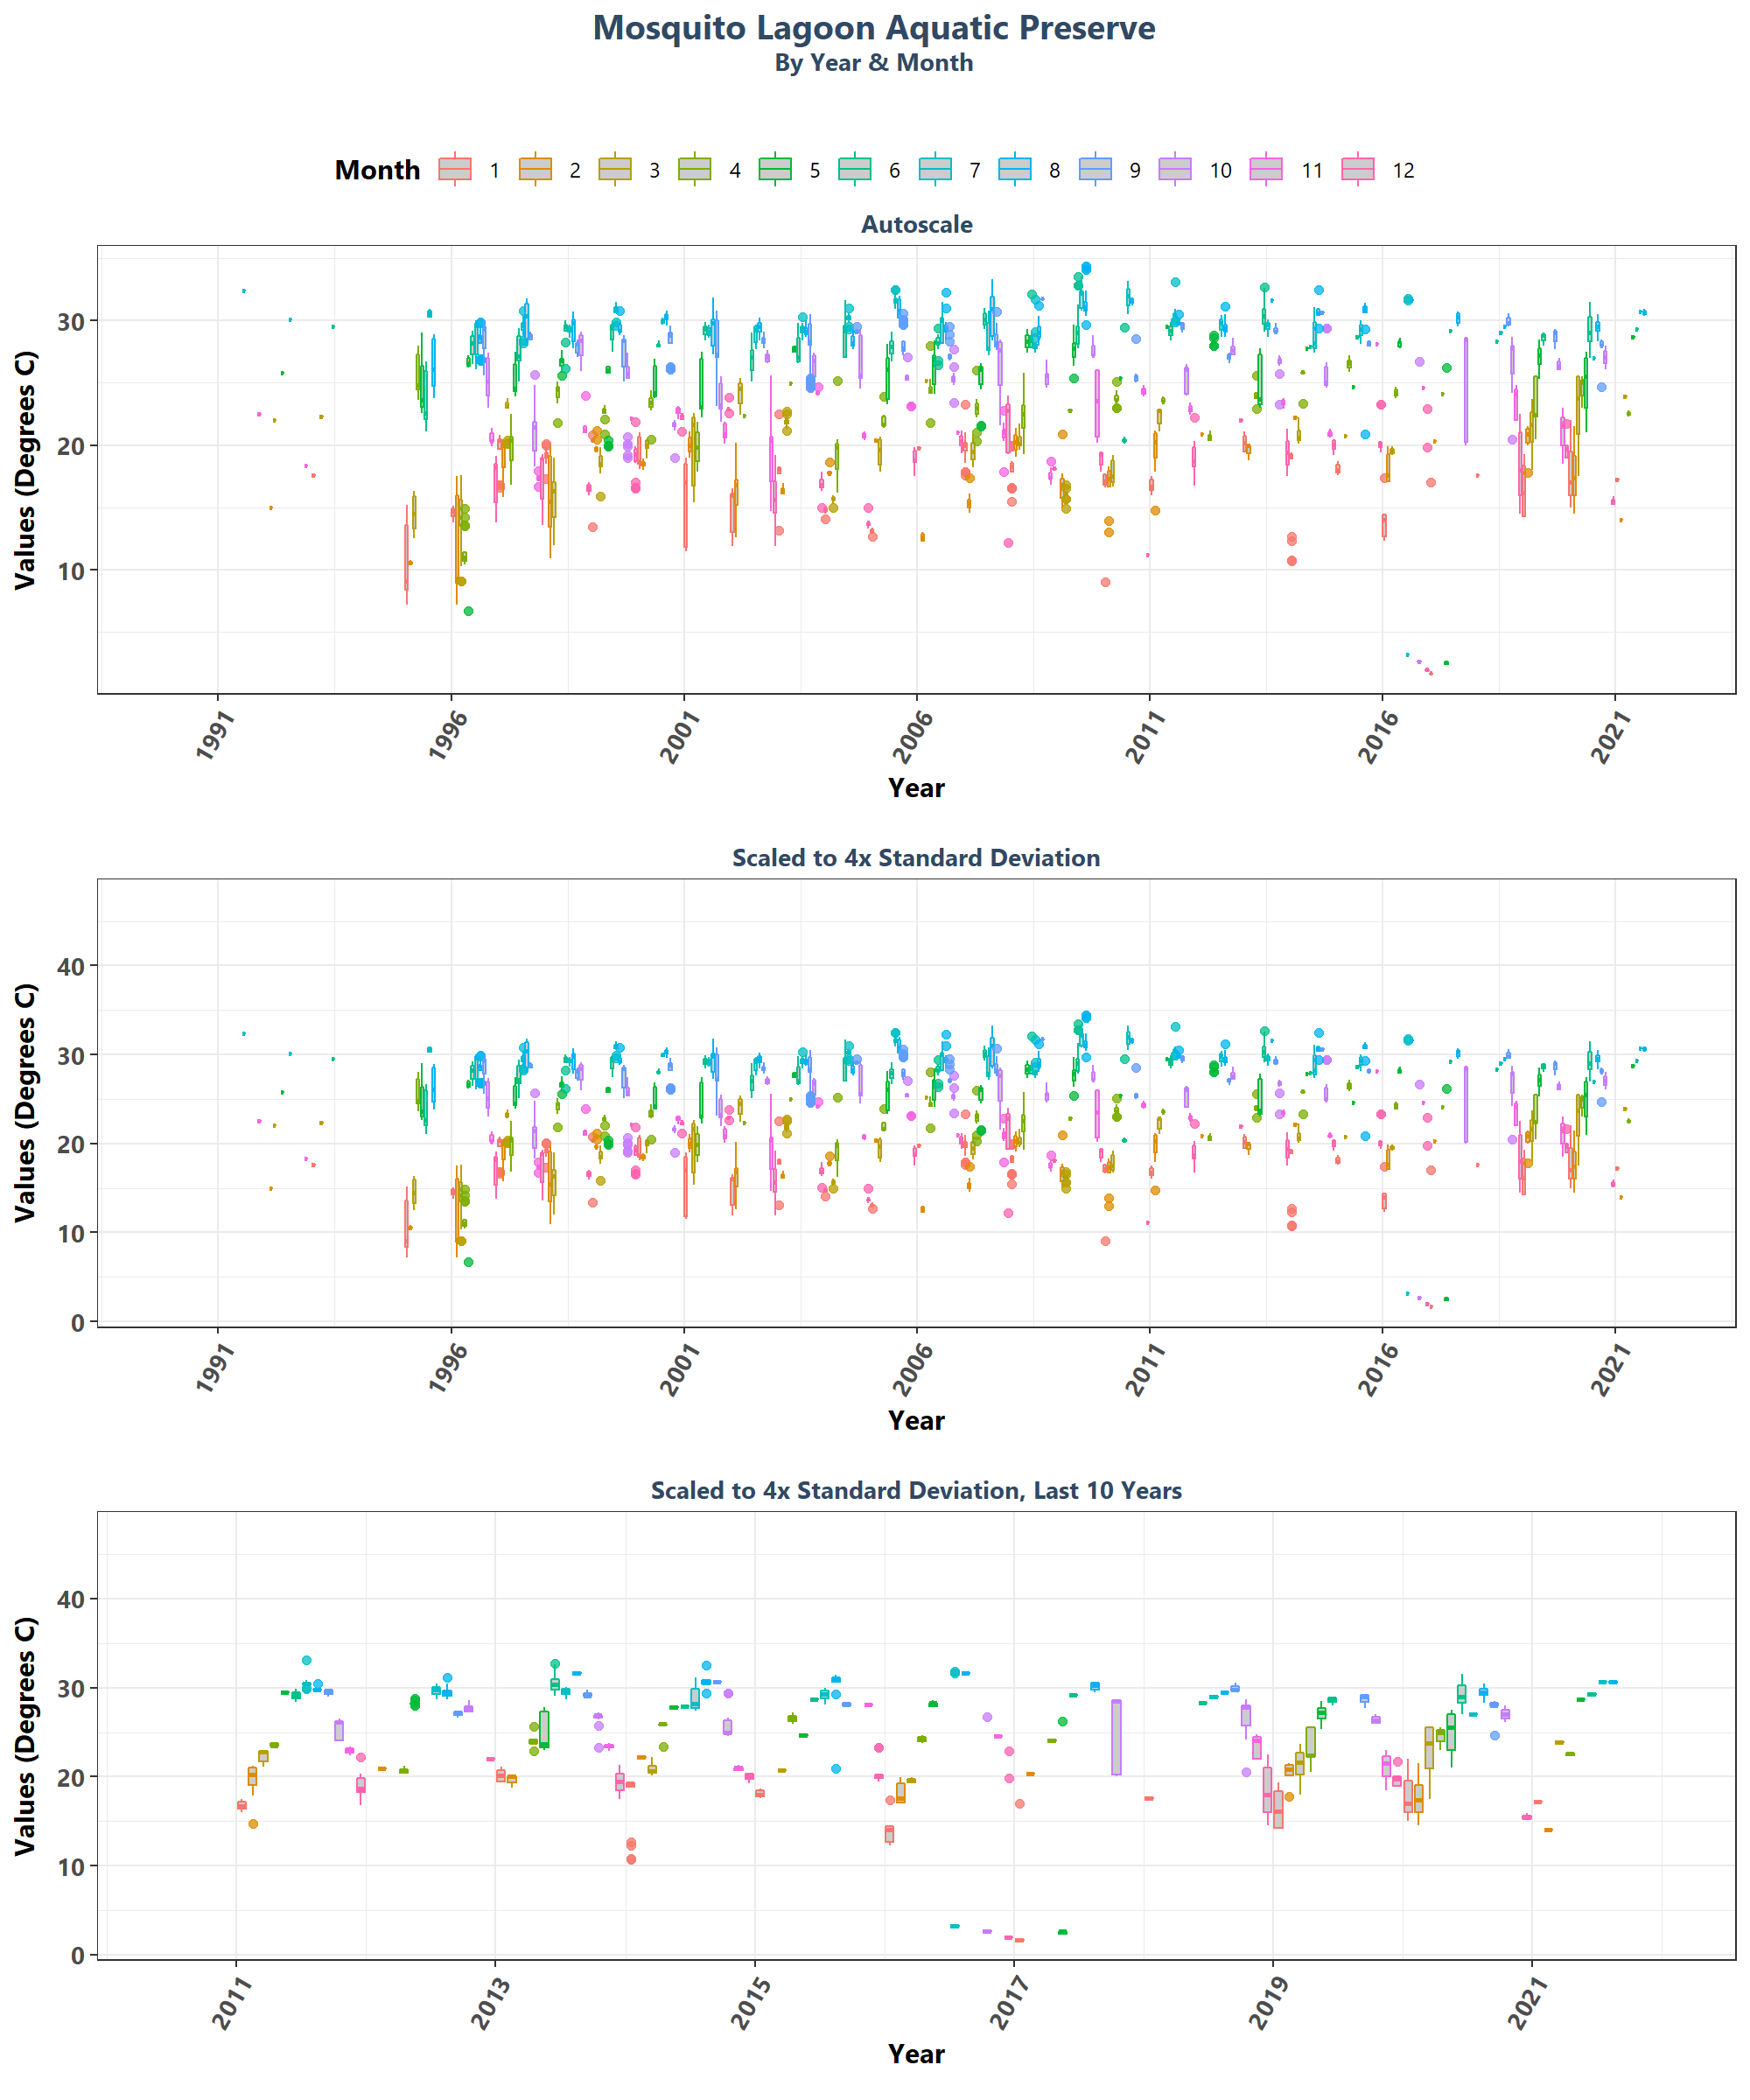 Mosquito Lagoon Aquatic Preserve
By Year & Month
Month 1 2 3 4 5 6 7 8 9 10 11 12
Autoscale
Values (Degrees C)
30
20
10
1991 1996 2001 2006 2011 2016 2021
Year
Scaled to 4x Standard Deviation
Values (Degrees C)
40
30
20
10
0
1991 1996 2001 2006 2011 2016 2021
Year
Scaled to 4x Standard Deviation, Last 10 Years
Values (Degrees C)
40
30
20
10
0
2011 2013 2015 2017 2019 2021
Year